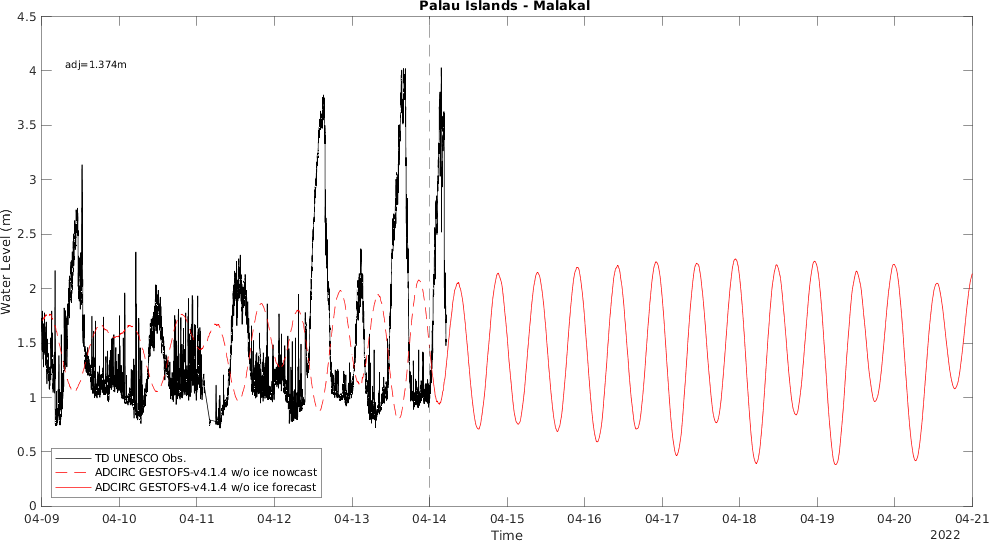 Palau Islands - Malakal
4.5
adj=1.374m
4
3.5
3
2.5
2
1.5
1
0.5
0
Water Level (m)
TD UNESCO Obs.
ADCIRC GESTOFS-v4.1.4 w/o ice nowcast
ADCIRC GESTOFS-v4.1.4 w/o ice forecast
04-09 04-10 04-11 04-12 04-13 04-14 04-15 04-16 04-17 04-18 04-19 04-20 04-21
Time
2022